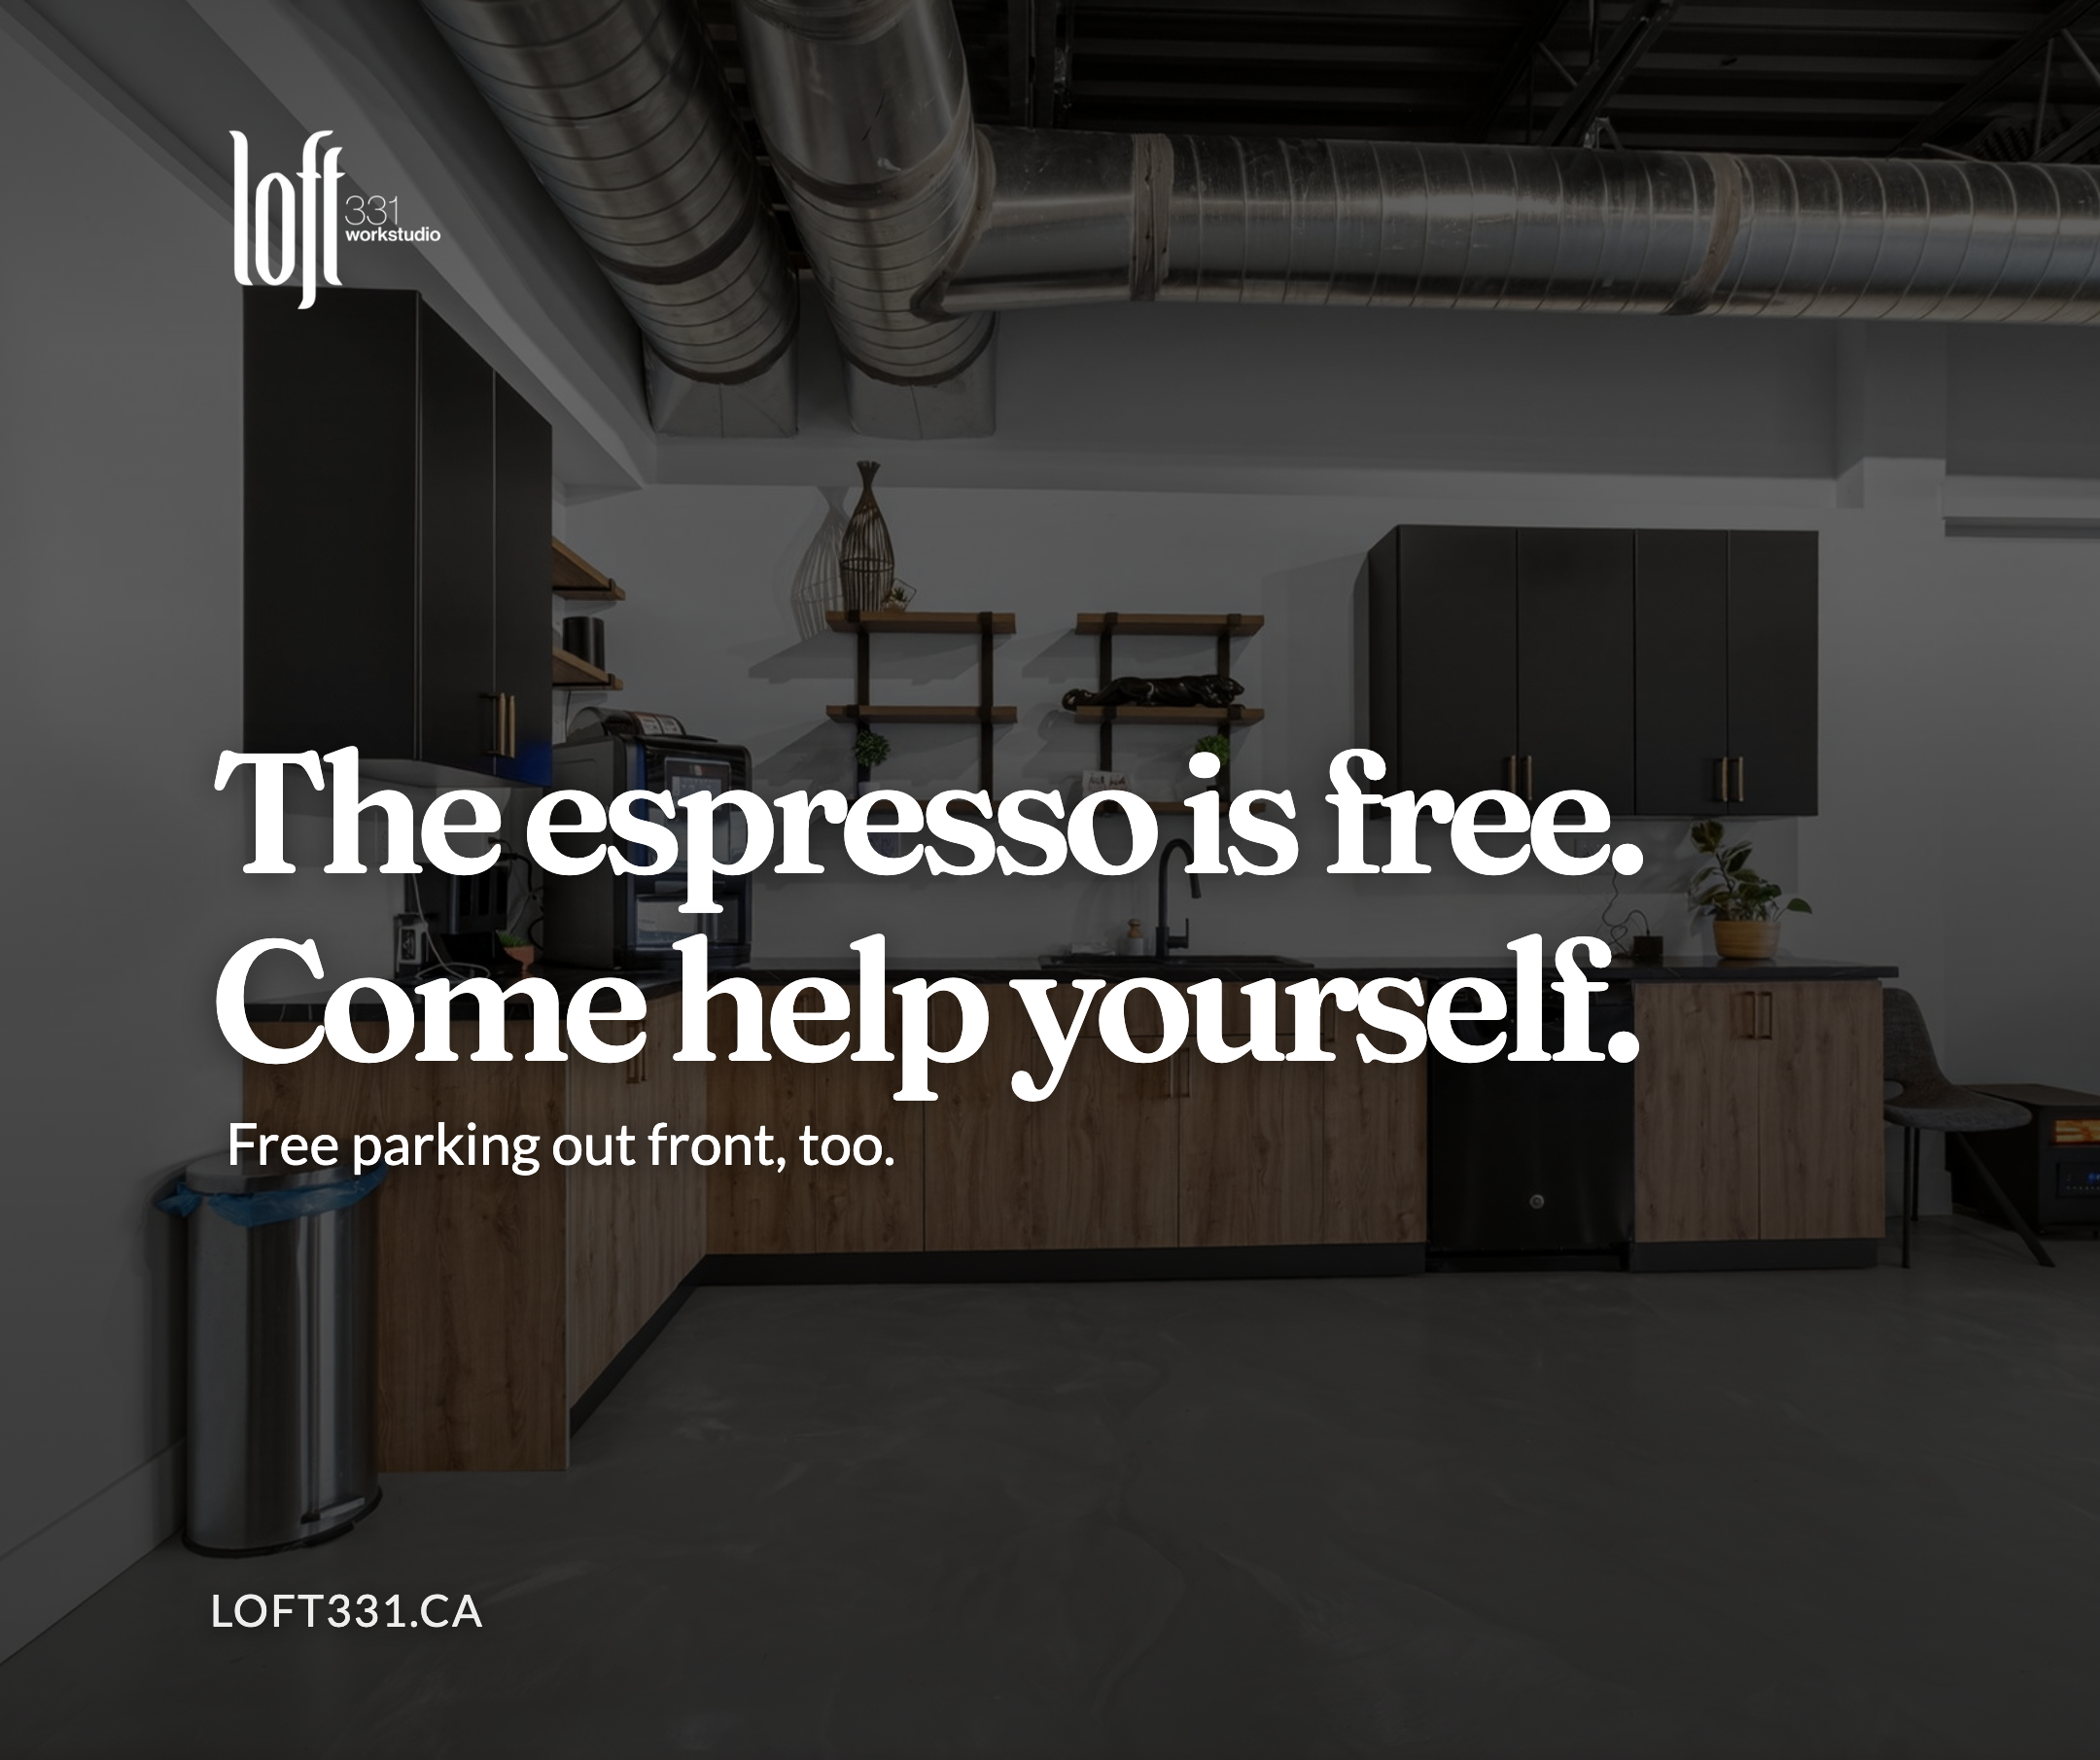 loft
331
workstudio
The espresso is free.
Come help yourself.
Free parking out front, too.
LOFT331.CA